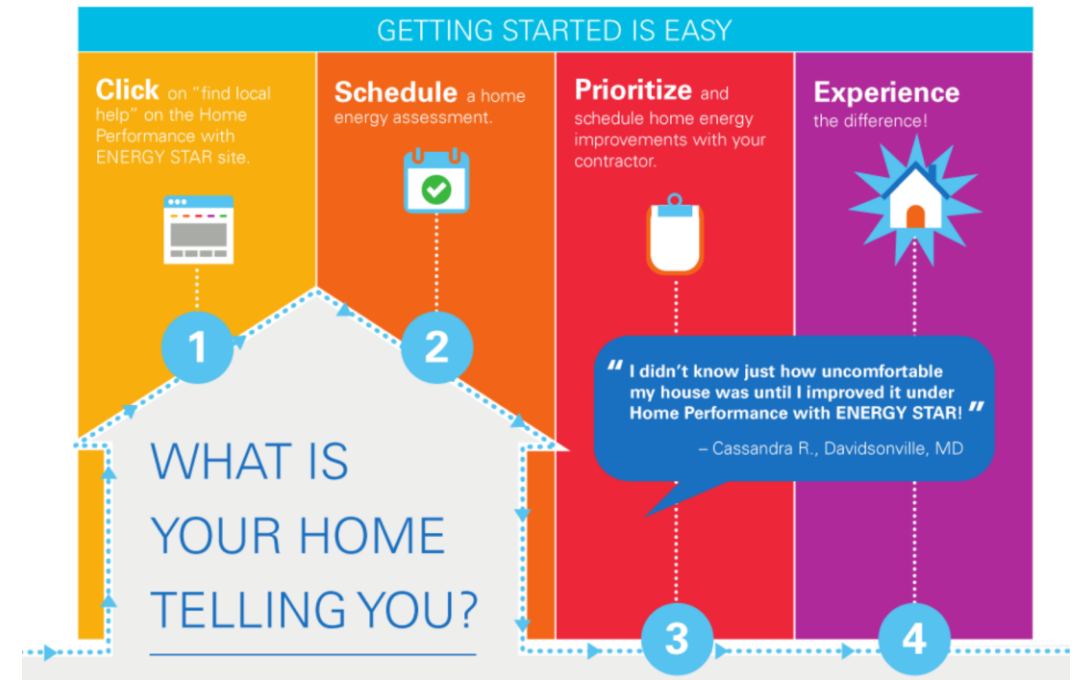 GETTING STARTED IS EASY
Click on "find local
help" on the Home
Performance with
ENERGY STAR site.
Schedule a home
energy assessment.
Prioritize and
schedule home energy
improvements with your
contractor.
Experience
the difference!
1
2
" I didn't know just how uncomfortable
my house was until I improved it under
Home Performance with ENERGY STAR! "
– Cassandra R., Davidsonville, MD
WHAT IS
YOUR HOME
TELLING YOU?
3
4